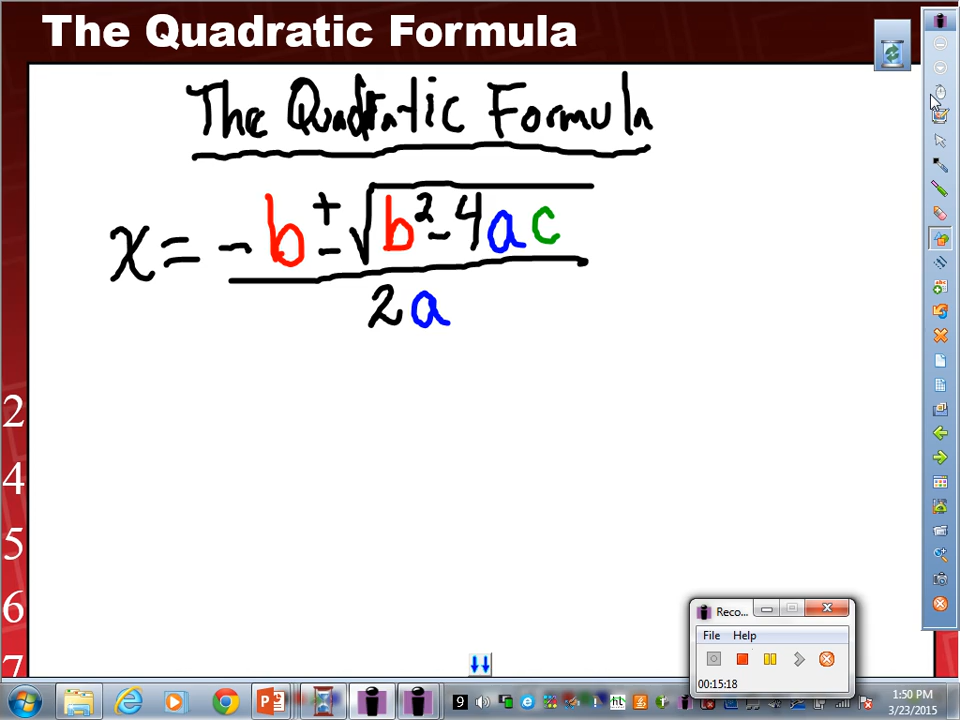 The Quadratic Formula
The Quadratic Formula
x = -b ± √b²-4ac
2a
2
4
5
6
7
Reco...
File Help
00:15:18
9
ht
1:50 PM
3/23/2015